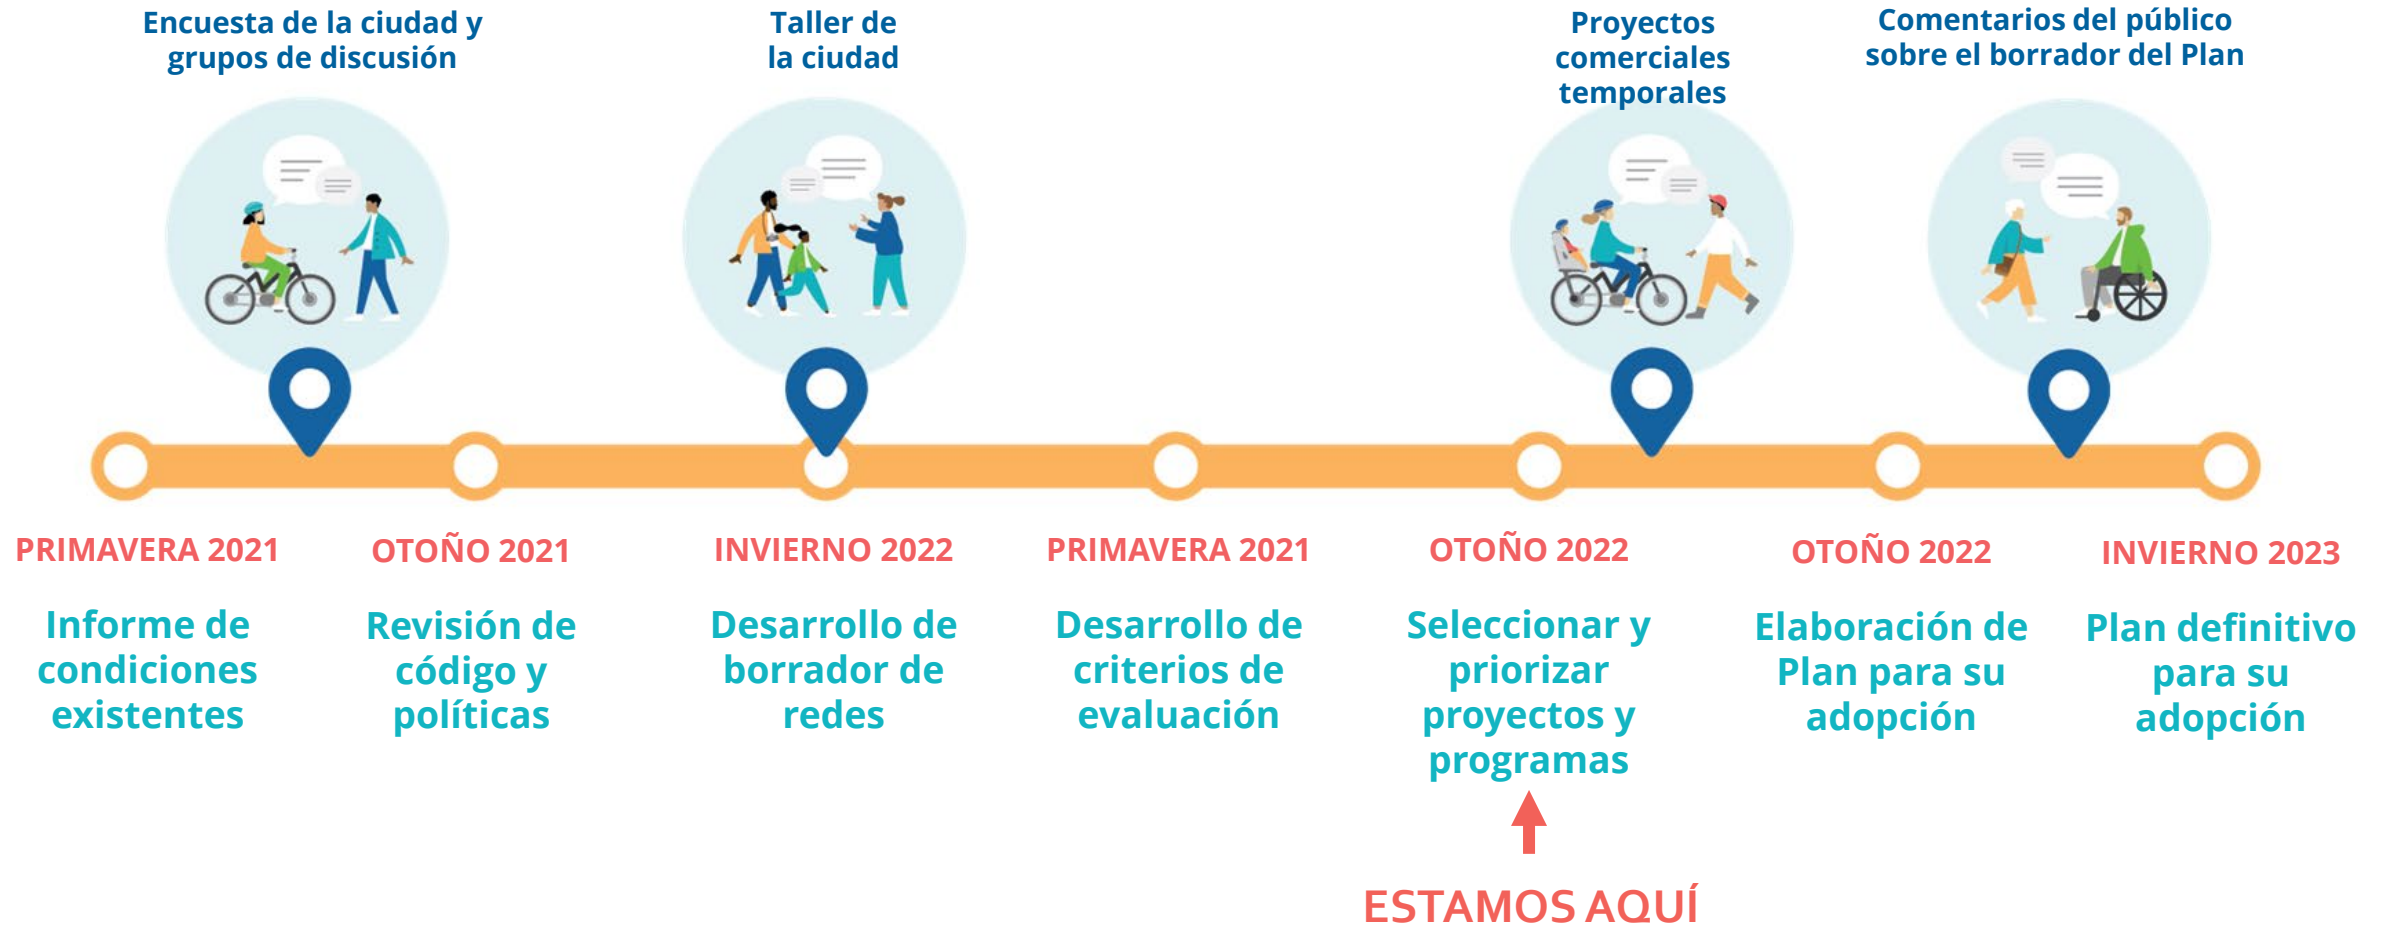 Encuesta de la ciudad y
grupos de discusión
Taller de
la ciudad
Proyectos
comerciales
temporales
Comentarios del público
sobre el borrador del Plan
PRIMAVERA 2021
Informe de
condiciones
existentes
OTOÑO 2021
Revisión de
código y
políticas
INVIERNO 2022
Desarrollo de
borrador de
redes
PRIMAVERA 2021
Desarrollo de
criterios de
evaluación
OTOÑO 2022
Seleccionar y
priorizar
proyectos y
programas
OTOÑO 2022
Elaboración de
Plan para su
adopción
INVIERNO 2023
Plan definitivo
para su
adopción
ESTAMOS AQUÍ